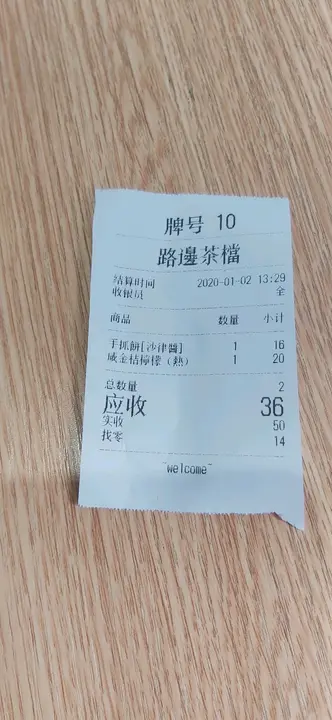 牌号 10
路邊茶檔
结算时间 2020-01-02 13:29
收银员 全
商品 数量 小计
手抓餅[沙律醬] 1 16
咸金桔檸檬(熱) 1 20
总数量 2
应收 36
实收 50
找零 14
~welcome~